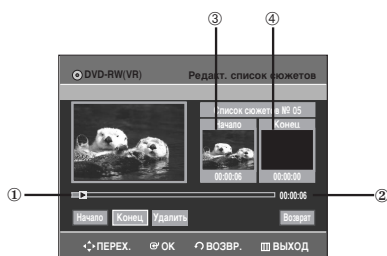 ③ ④
DVD-RW(VR) Редакт. список сюжетов
Список сюжетов № 05
Начало Конец
00:00:06 00:00:00
① 00:00:06 ②
Начало Конец Удалить Возврат
ПЕРЕХ. ОК ВОЗВР. ВЫХОД